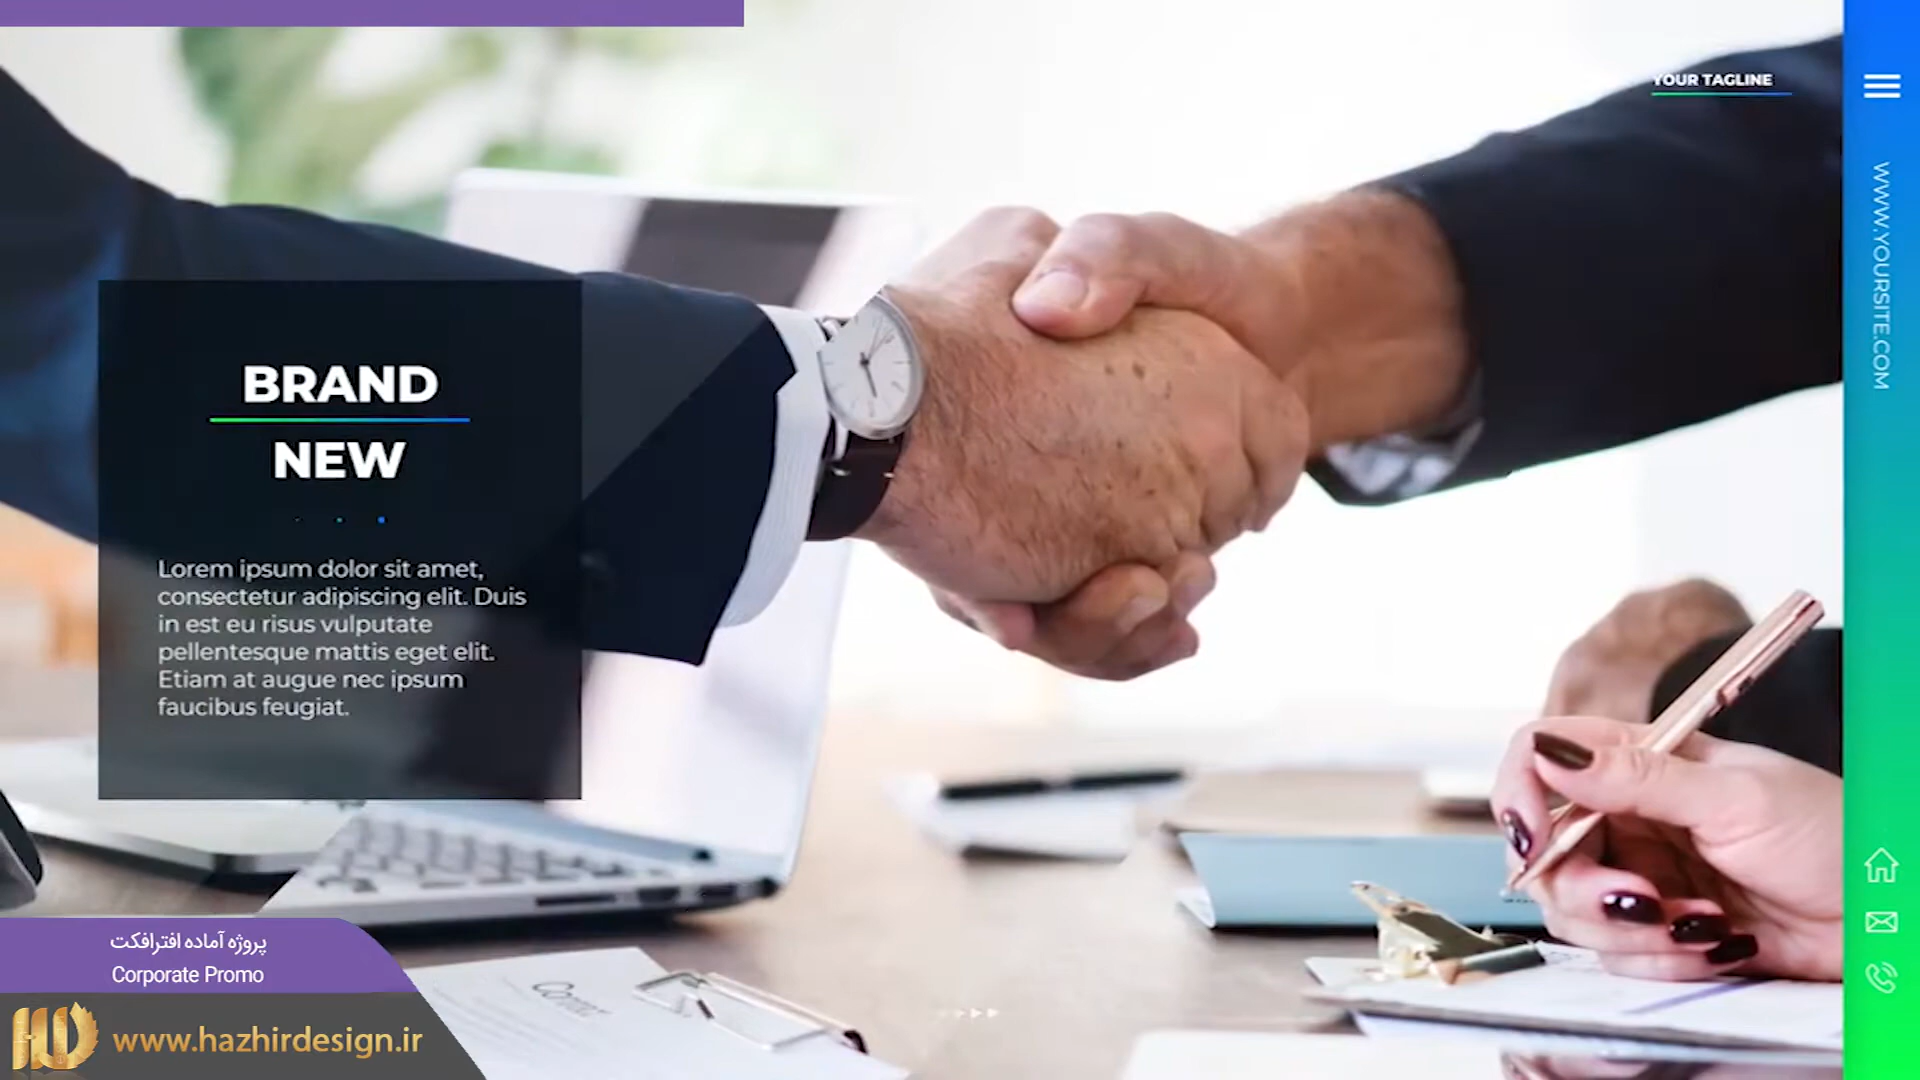 YOUR TAGLINE
WWW.YOURSITE.COM
BRAND
NEW
Lorem ipsum dolor sit amet,
consectetur adipiscing elit. Duis
in est eu risus vulputate
pellentesque mattis eget elit.
Etiam at augue nec ipsum
faucibus feugiat.
پروژه آماده افترافکت
Corporate Promo
HD
www.hazhirdesign.ir